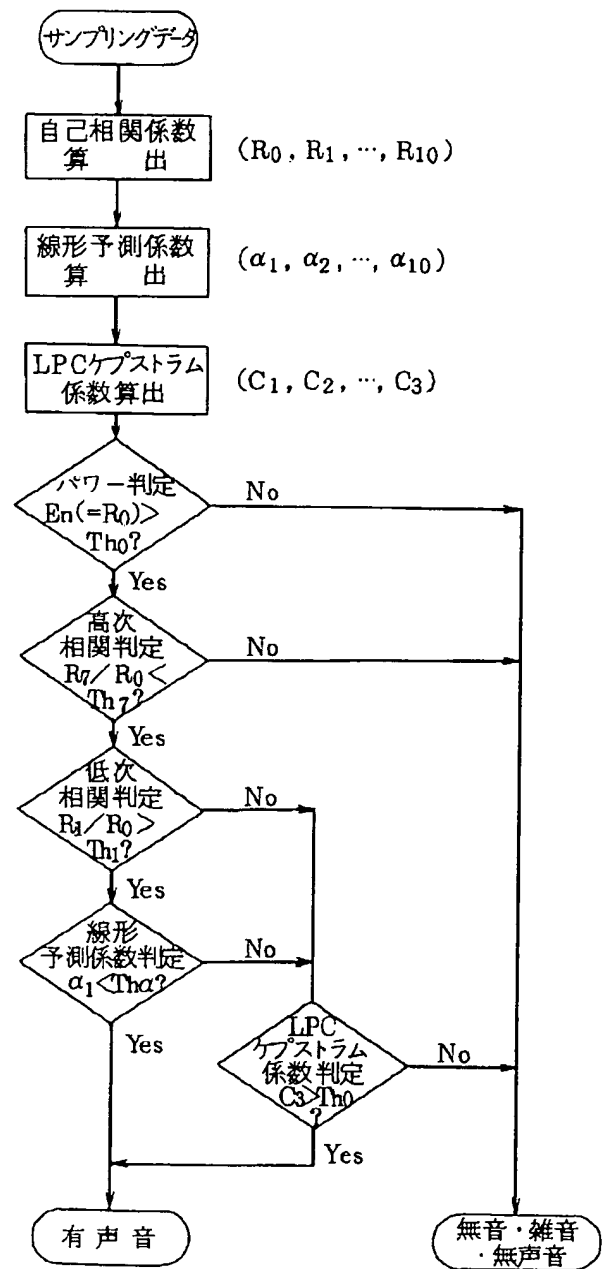 サンプリングデータ
自己相関係数
算 出
(R₀, R₁, …, R₁₀)
線形予測係数
算 出
(α₁, α₂, …, α₁₀)
LPCケプストラム
係数算出
(C₁, C₂, …, C₃)
パワー判定
En(=R₀)>
Th₀?
No
Yes
高次
相関判定
R₇/R₀<
Th₇?
No
Yes
低次
相関判定
R₁/R₀>
Th₁?
No
Yes
線形
予測係数判定
α₁<Thα?
No
Yes
LPC
ケプストラム
係数判定
C₃>Th₀
?
No
Yes
有声音
無音・雑音
・無声音